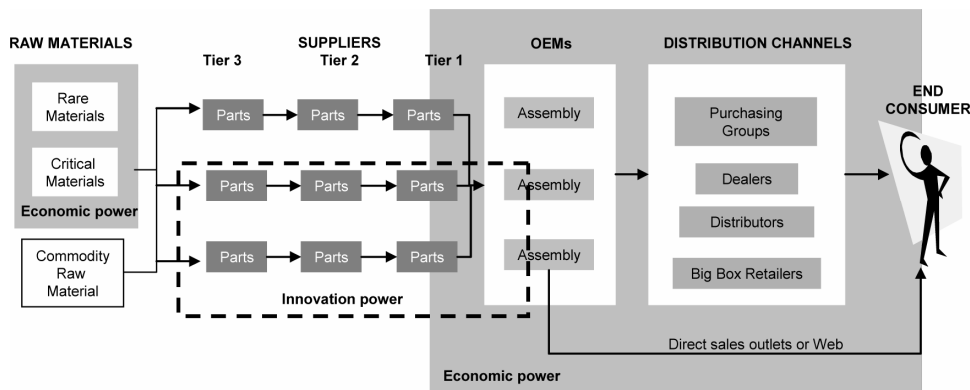 RAW MATERIALS
SUPPLIERS
OEMs
DISTRIBUTION CHANNELS
Tier 3
Tier 2
Tier 1
END
CONSUMER
Rare
Materials
Critical
Materials
Economic power
Commodity
Raw
Material
Parts
Parts
Parts
Parts
Parts
Parts
Parts
Parts
Parts
Innovation power
Assembly
Assembly
Assembly
Purchasing
Groups
Dealers
Distributors
Big Box Retailers
Direct sales outlets or Web
Economic power